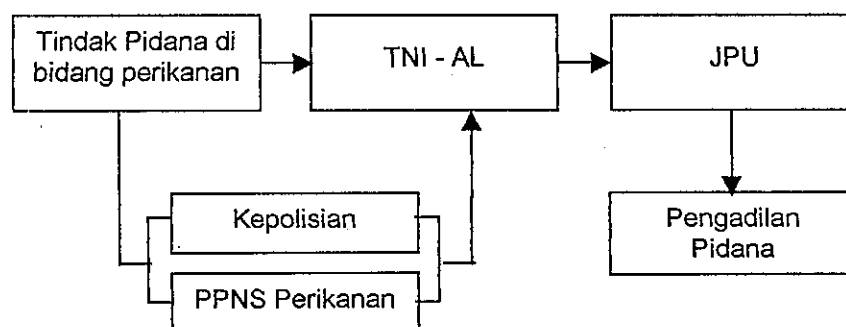 Tindak Pidana di
bidang perikanan
TNI - AL
JPU
Kepolisian
PPNS Perikanan
Pengadilan
Pidana